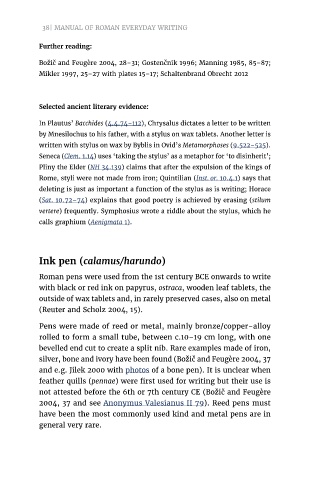 38| MANUAL OF ROMAN EVERYDAY WRITING
Further reading:
Božič and Feugère 2004, 28–31; Gostenčnik 1996; Manning 1985, 85–87;
Mikler 1997, 25–27 with plates 15–17; Schaltenbrand Obrecht 2012
Selected ancient literary evidence:
In Plautus’ Bacchides (4.4.74–112), Chrysalus dictates a letter to be written
by Mnesilochus to his father, with a stylus on wax tablets. Another letter is
written with stylus on wax by Byblis in Ovid’s Metamorphoses (9.522–525).
Seneca (Clem. 1.14) uses ‘taking the stylus’ as a metaphor for ‘to disinherit’;
Pliny the Elder (NH 34.139) claims that after the expulsion of the kings of
Rome, styli were not made from iron; Quintilian (Inst. or. 10.4.1) says that
deleting is just as important a function of the stylus as is writing; Horace
(Sat. 10.72–74) explains that good poetry is achieved by erasing (stilum
vertere) frequently. Symphosius wrote a riddle about the stylus, which he
calls graphium (Aenigmata 1).
Ink pen (calamus/harundo)
Roman pens were used from the 1st century BCE onwards to write
with black or red ink on papyrus, ostraca, wooden leaf tablets, the
outside of wax tablets and, in rarely preserved cases, also on metal
(Reuter and Scholz 2004, 15).
Pens were made of reed or metal, mainly bronze/copper-alloy
rolled to form a small tube, between c.10–19 cm long, with one
bevelled end cut to create a split nib. Rare examples made of iron,
silver, bone and ivory have been found (Božič and Feugère 2004, 37
and e.g. Jilek 2000 with photos of a bone pen). It is unclear when
feather quills (pennae) were first used for writing but their use is
not attested before the 6th or 7th century CE (Božič and Feugère
2004, 37 and see Anonymus Valesianus II 79). Reed pens must
have been the most commonly used kind and metal pens are in
general very rare.